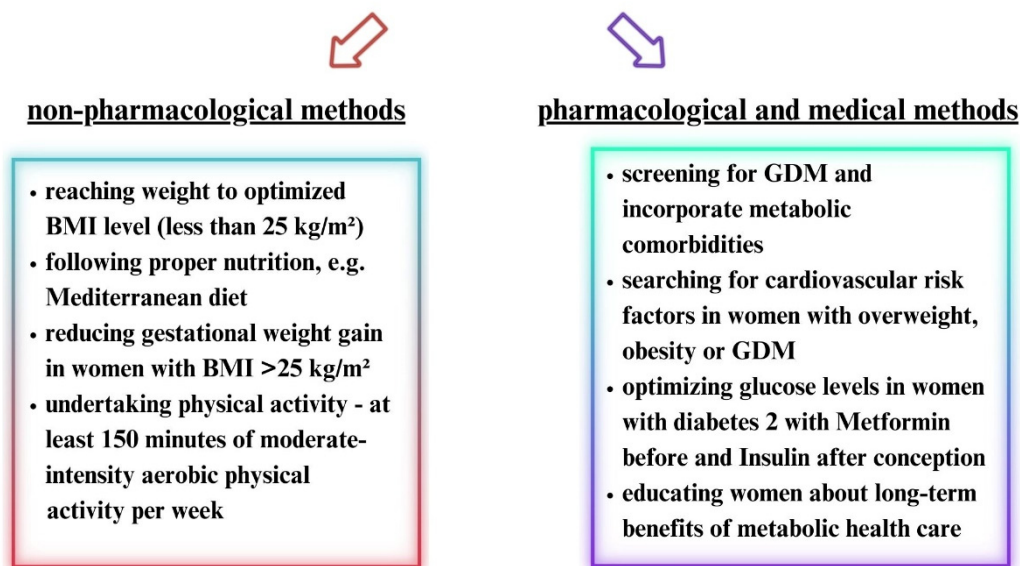 non-pharmacological methods
• reaching weight to optimized
BMI level (less than 25 kg/m²)
• following proper nutrition, e.g.
Mediterranean diet
• reducing gestational weight gain
in women with BMI >25 kg/m²
• undertaking physical activity - at
least 150 minutes of moderate-
intensity aerobic physical
activity per week
pharmacological and medical methods
• screening for GDM and
incorporate metabolic
comorbidities
• searching for cardiovascular risk
factors in women with overweight,
obesity or GDM
• optimizing glucose levels in women
with diabetes 2 with Metformin
before and Insulin after conception
• educating women about long-term
benefits of metabolic health care